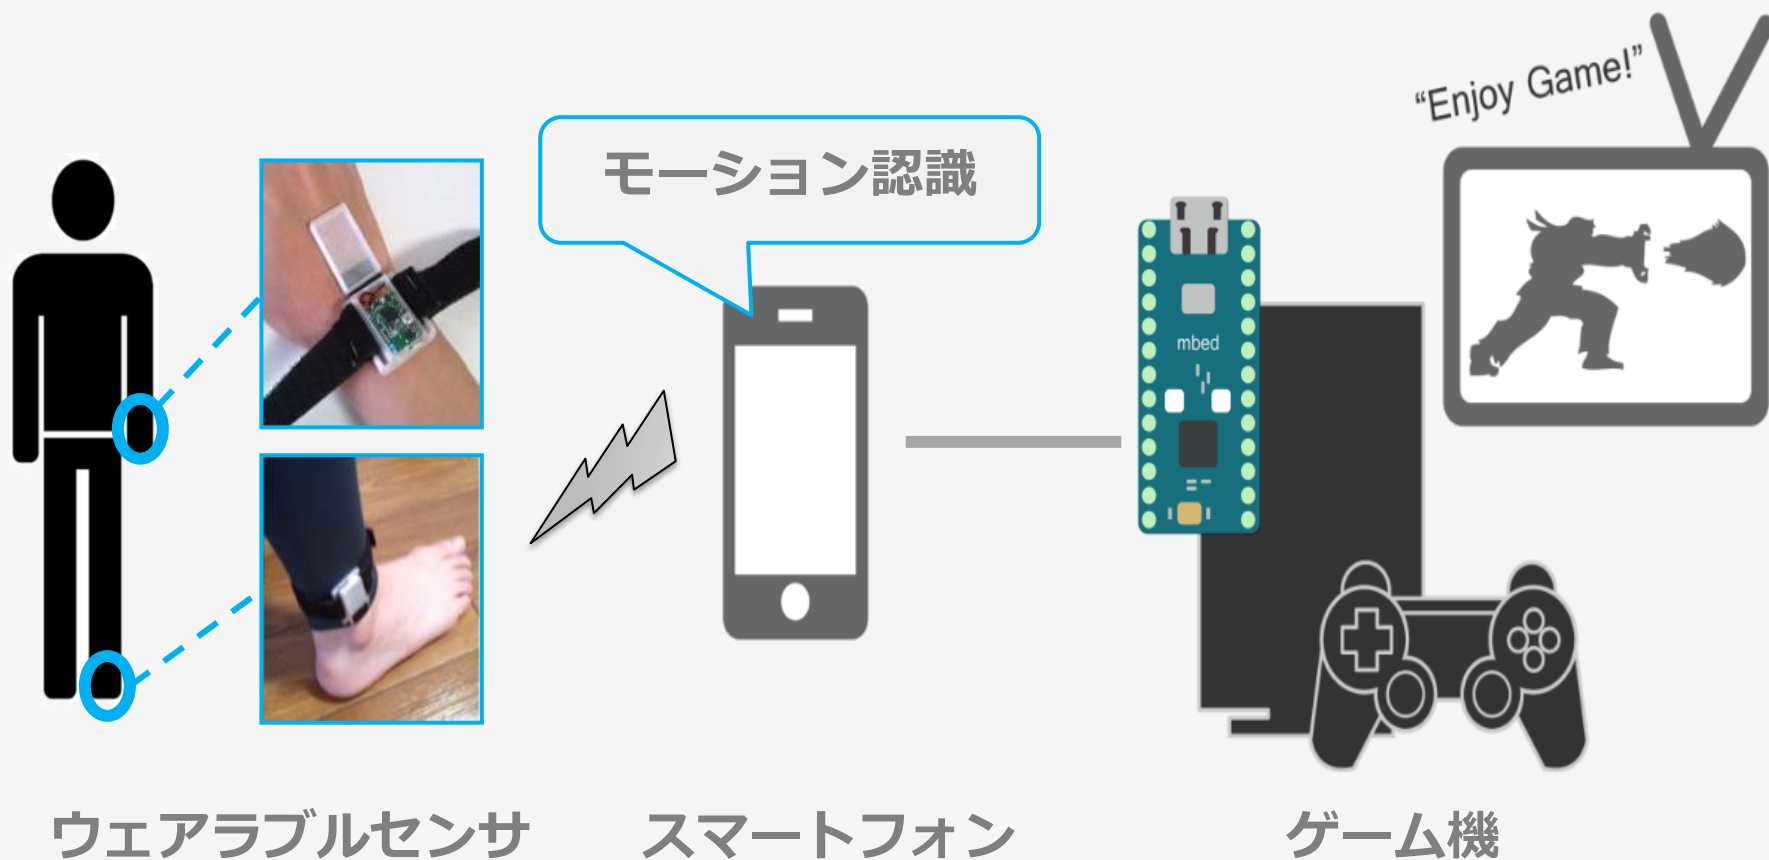 “Enjoy Game!”
モーション認識
mbed
ウェアラブルセンサ
スマートフォン
ゲーム機